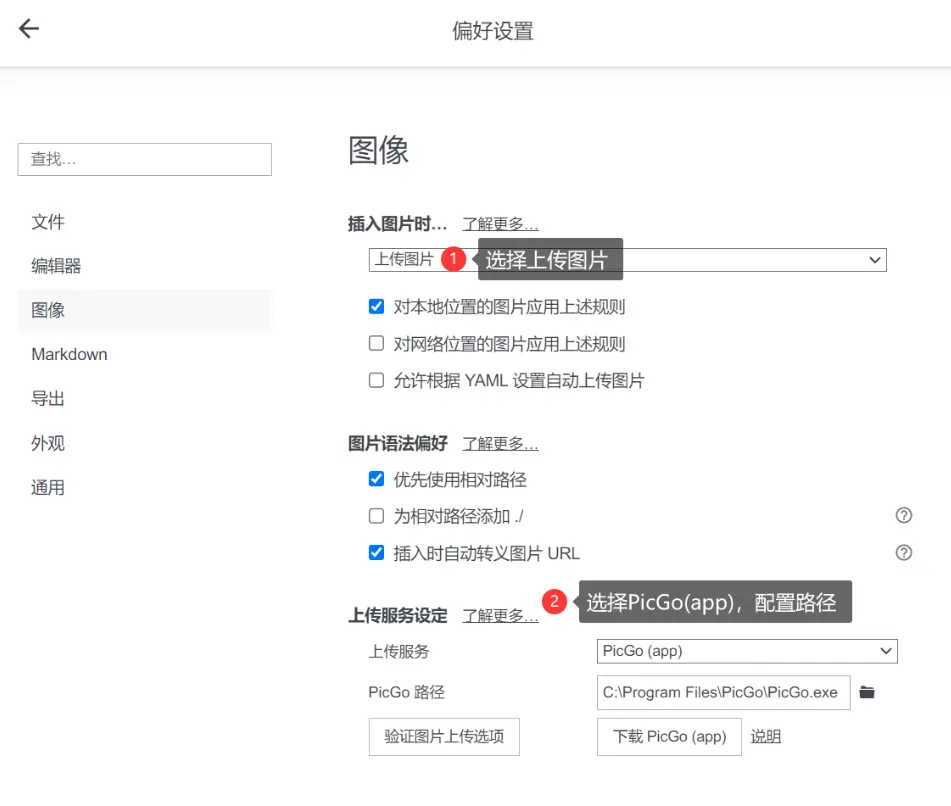 偏好设置
查找...
文件
编辑器
图像
Markdown
导出
外观
通用
图像
插入图片时... 了解更多...
上传图片 1 选择上传图片
对本地位置的图片应用上述规则
对网络位置的图片应用上述规则
允许根据 YAML 设置自动上传图片
图片语法偏好 了解更多...
优先使用相对路径
为相对路径添加 ./ ?
插入时自动转义图片 URL ?
2 选择PicGo(app)，配置路径
上传服务设定 了解更多...
上传服务 PicGo (app)
PicGo 路径 C:\Program Files\PicGo\PicGo.exe
验证图片上传选项 下载 PicGo (app) 说明